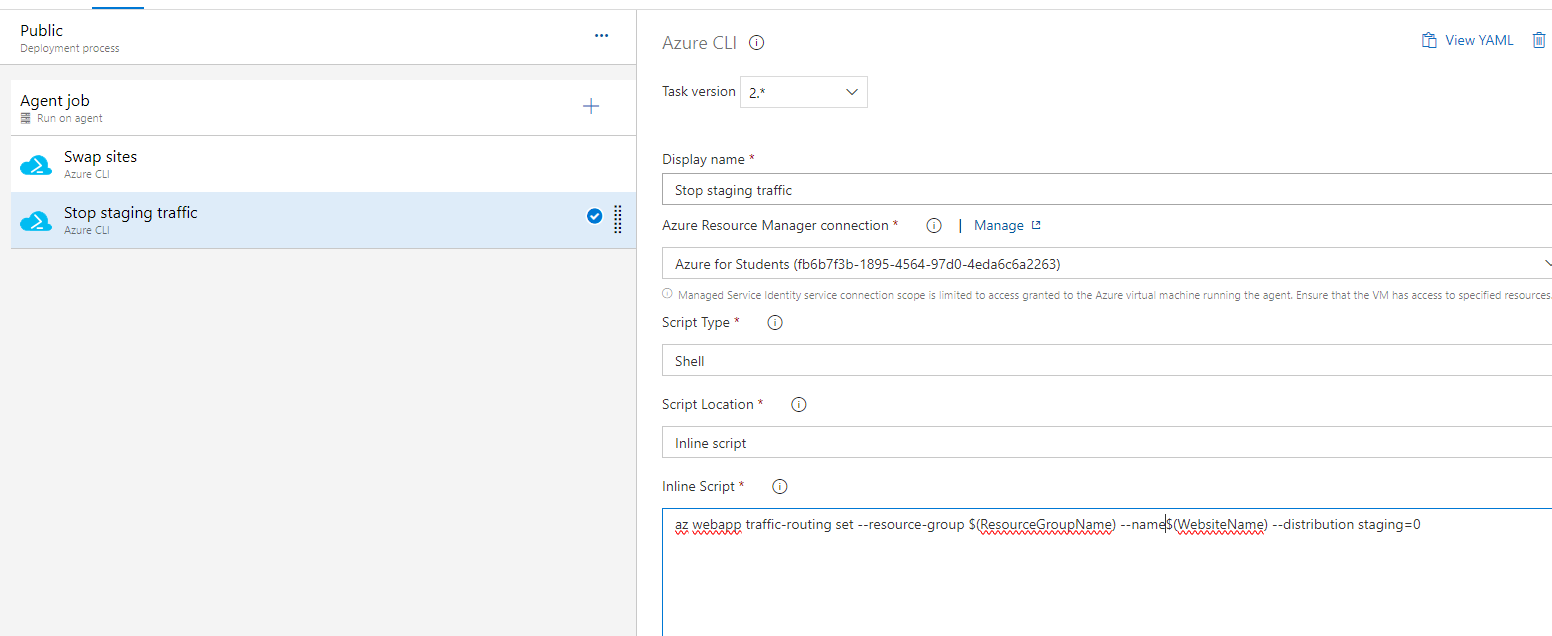 Public
Deployment process
Agent job
Run on agent
Swap sites
Azure CLI
Stop staging traffic
Azure CLI
Azure CLI
View YAML
Task version 2.*
Display name *
Stop staging traffic
Azure Resource Manager connection * | Manage
Azure for Students (fb6b7f3b-1895-4564-97d0-4eda6c6a2263)
Managed Service Identity service connection scope is limited to access granted to the Azure virtual machine running the agent. Ensure that the VM has access to specified resources.
Script Type *
Shell
Script Location *
Inline script
Inline Script *
az webapp traffic-routing set --resource-group $(ResourceGroupName) --name$(WebsiteName) --distribution staging=0